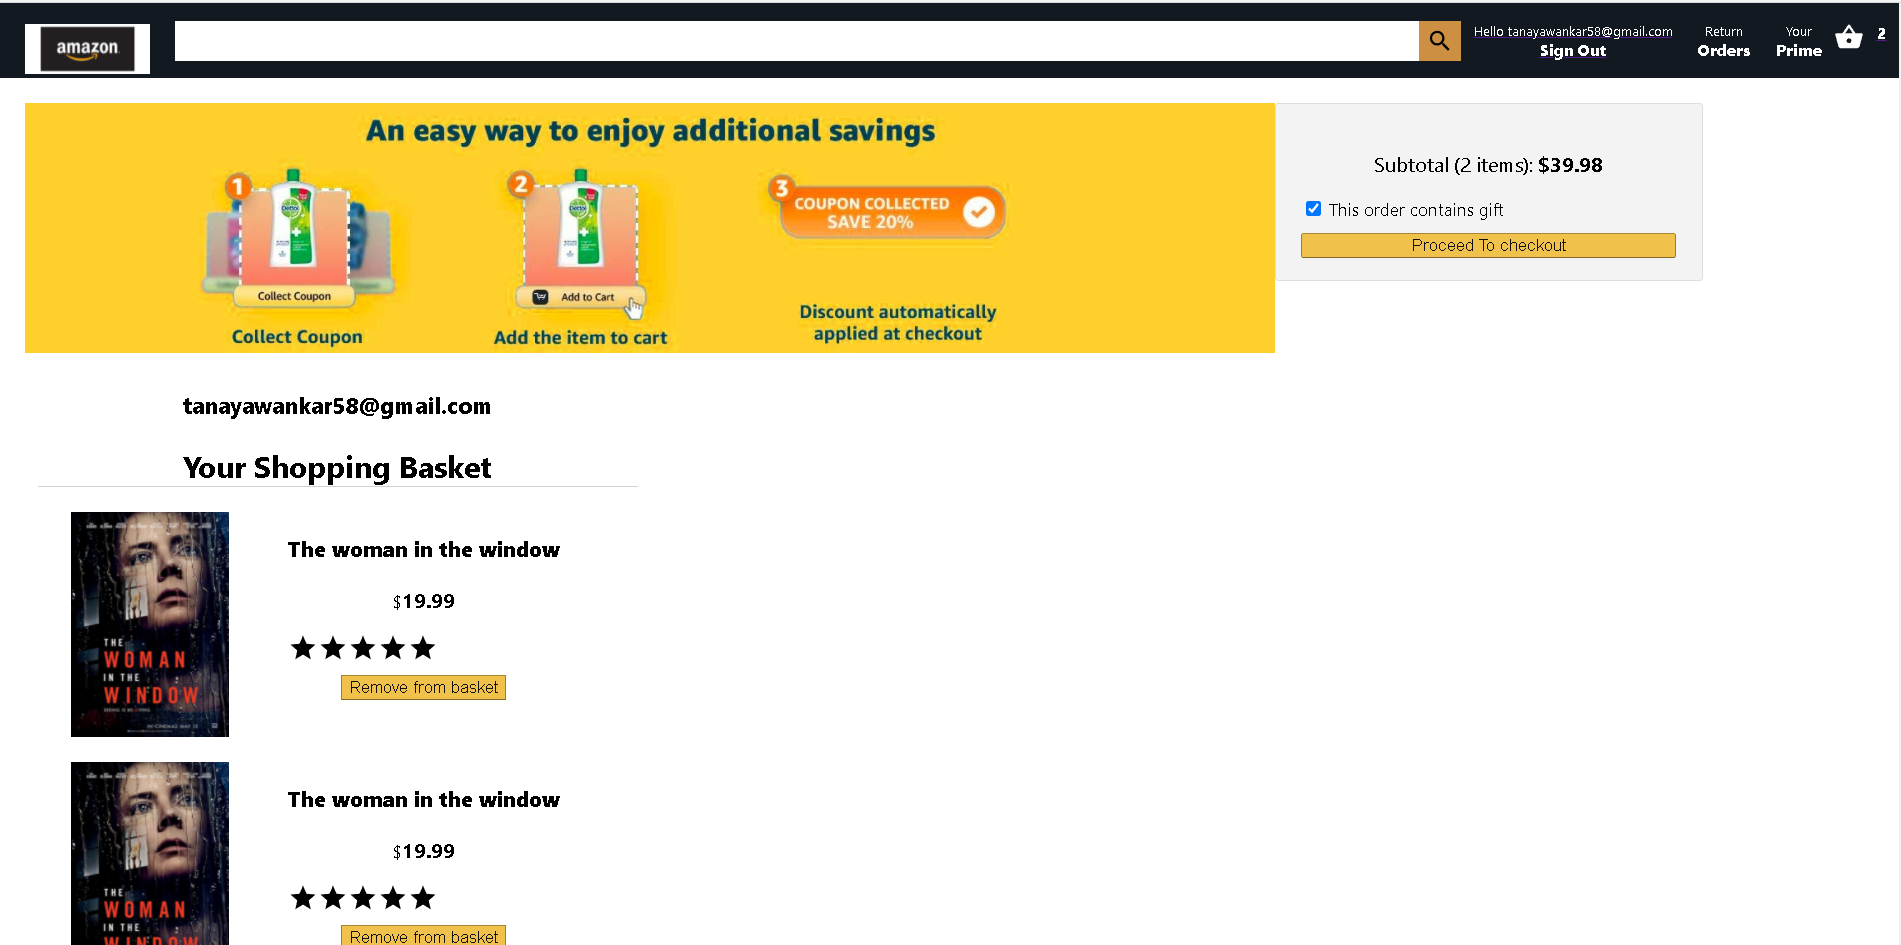 amazon
Hello tanayawankar58@gmail.com
Sign Out
Return
Orders
Your
Prime
2
An easy way to enjoy additional savings
1
2
3
Dettol
Dettol
COUPON COLLECTED
SAVE 20%
Collect Coupon
Add to Cart
Collect Coupon
Add the item to cart
Discount automatically
applied at checkout
Subtotal (2 items): $39.98
This order contains gift
Proceed To checkout
tanayawankar58@gmail.com
Your Shopping Basket
THE
WOMAN
IN THE
WINDOW
The woman in the window
$19.99
Remove from basket
THE
WOMAN
IN THE
WINDOW
The woman in the window
$19.99
Remove from basket